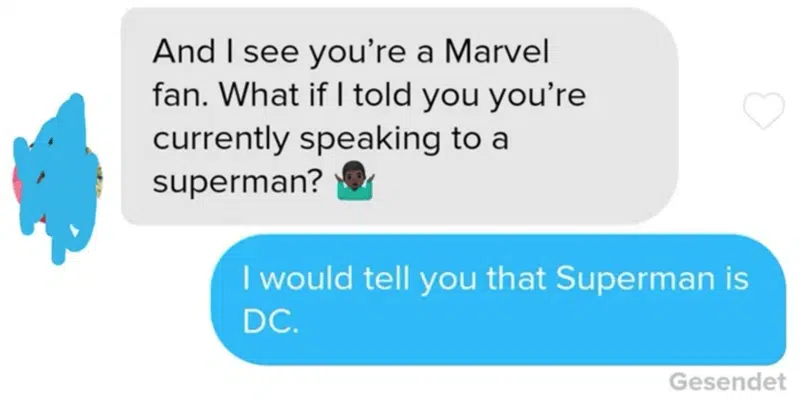 And I see you’re a Marvel
fan. What if I told you you’re
currently speaking to a
superman? 🤷🏿‍♂️
I would tell you that Superman is
DC.
Gesendet